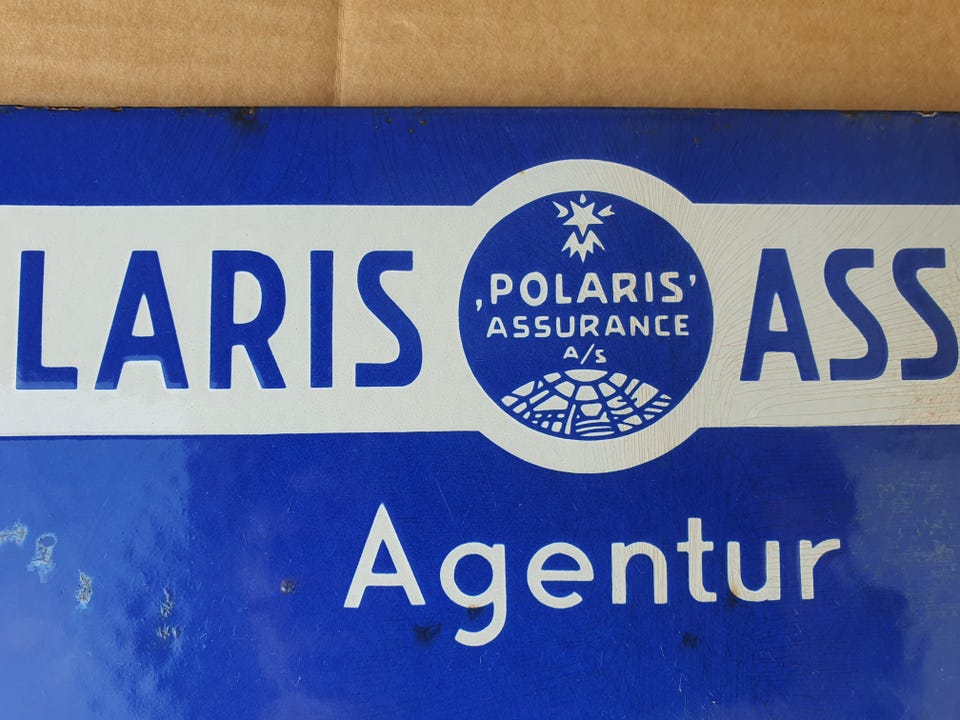 LARIS ASS
‚POLARIS’
ASSURANCE
A/S
Agentur